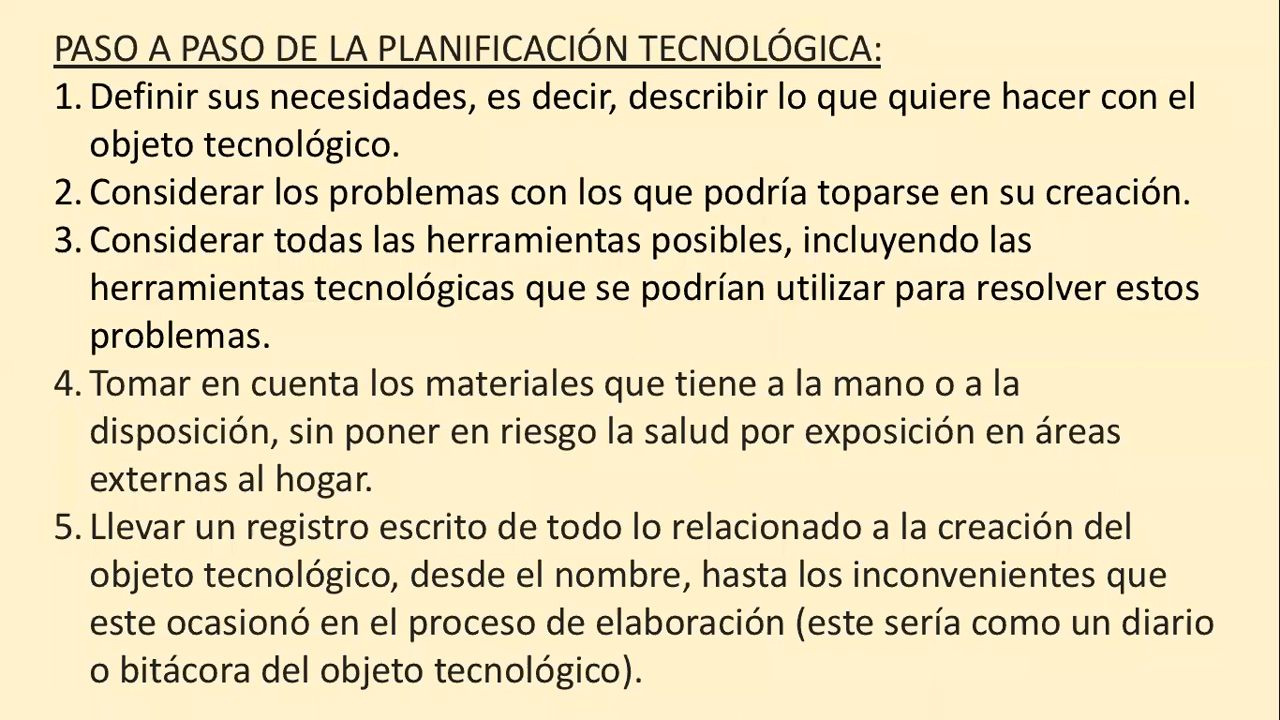 PASO A PASO DE LA PLANIFICACIÓN TECNOLÓGICA:
1. Definir sus necesidades, es decir, describir lo que quiere hacer con el
objeto tecnológico.
2. Considerar los problemas con los que podría toparse en su creación.
3. Considerar todas las herramientas posibles, incluyendo las
herramientas tecnológicas que se podrían utilizar para resolver estos
problemas.
4. Tomar en cuenta los materiales que tiene a la mano o a la
disposición, sin poner en riesgo la salud por exposición en áreas
externas al hogar.
5. Llevar un registro escrito de todo lo relacionado a la creación del
objeto tecnológico, desde el nombre, hasta los inconvenientes que
este ocasionó en el proceso de elaboración (este sería como un diario
o bitácora del objeto tecnológico).